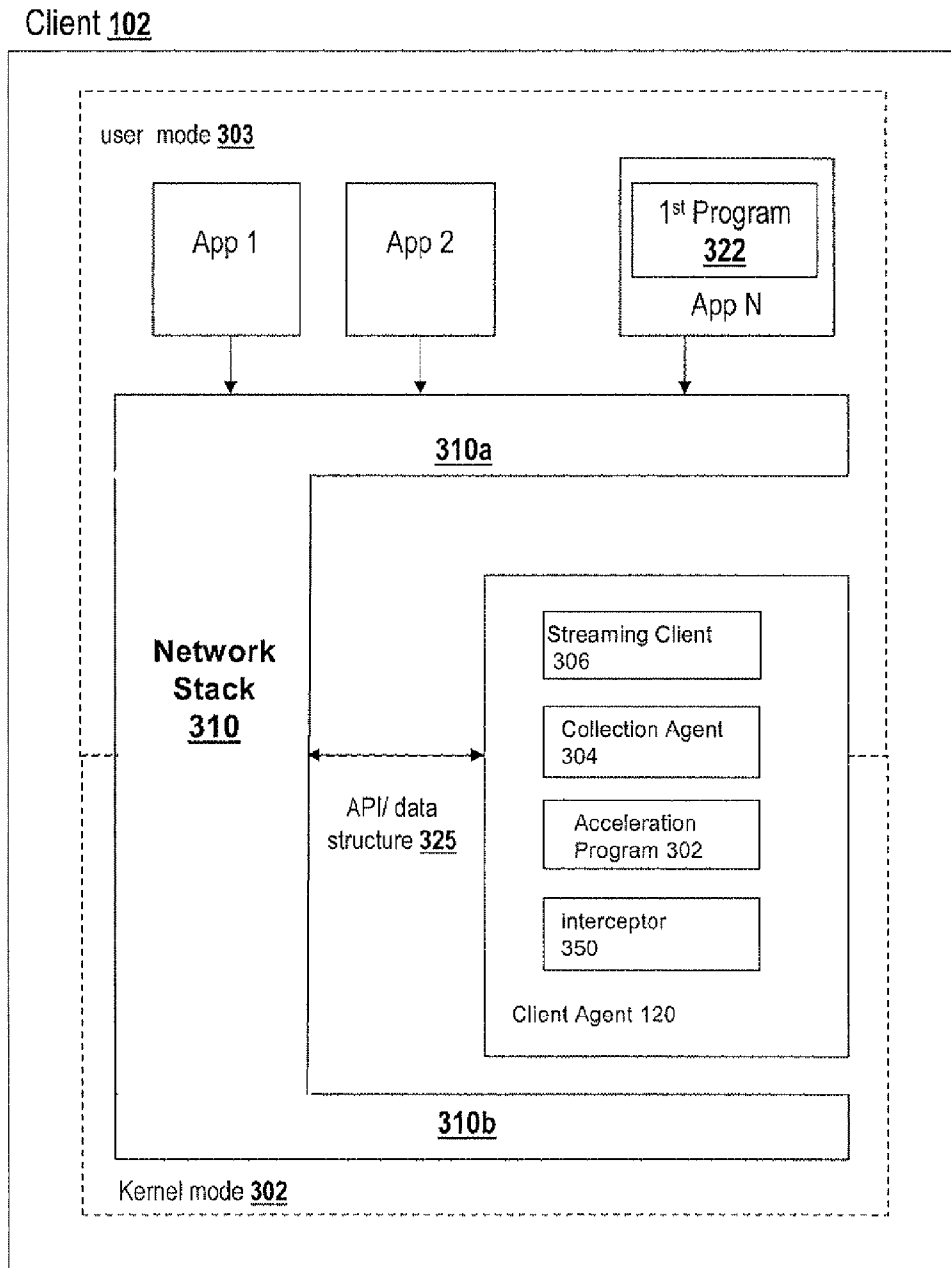 Client 102
user mode 303
App 1
App 2
1st Program
322
App N
310a
Network
Stack
310
API/ data
structure 325
Streaming Client
306
Collection Agent
304
Acceleration
Program 302
interceptor
350
Client Agent 120
310b
Kernel mode 302